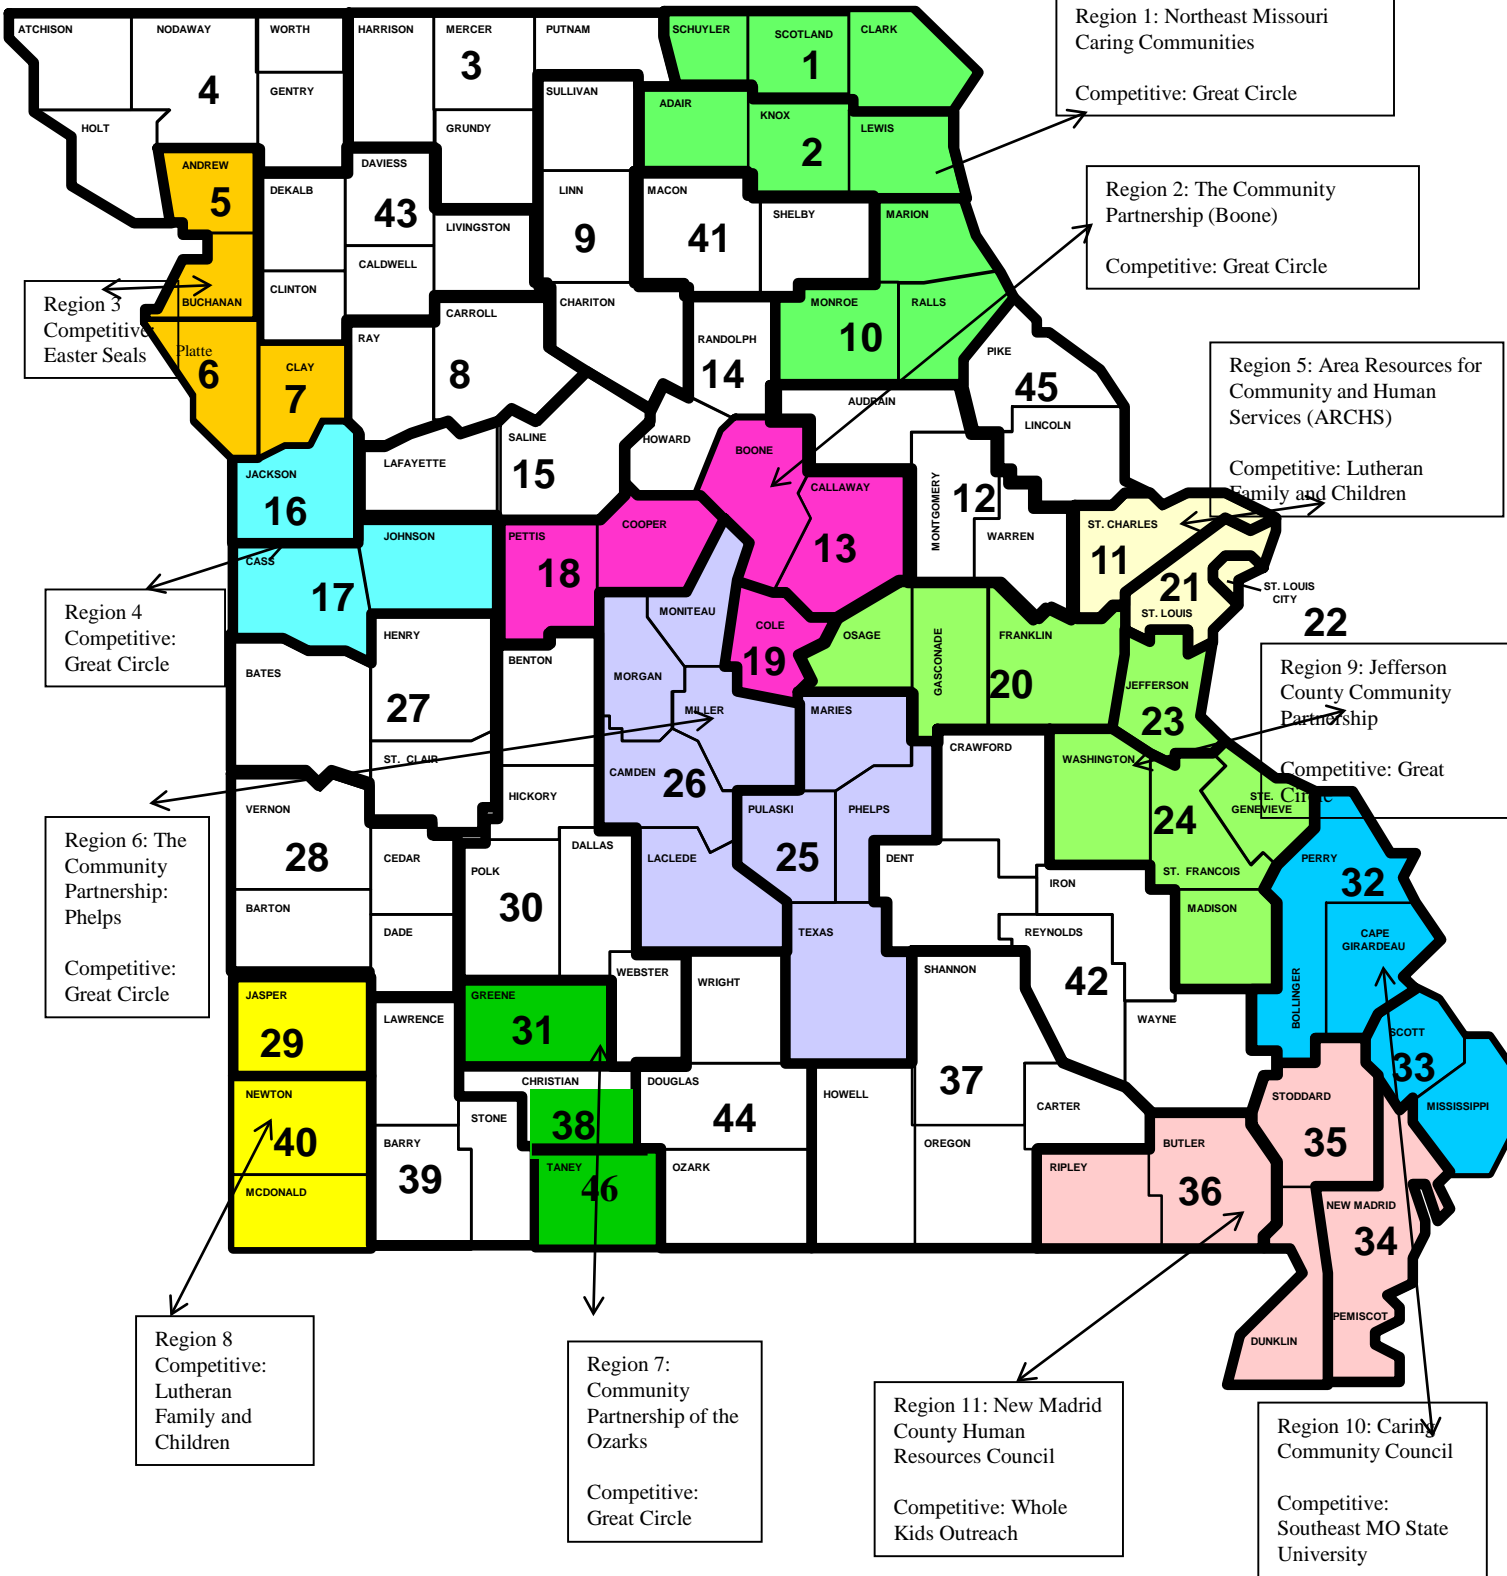 ATCHISON
NODAWAY
WORTH
HARRISON
MERCER
PUTNAM
SCHUYLER
SCOTLAND
CLARK
3
1
4
GENTRY
SULLIVAN
ADAIR
KNOX
LEWIS
HOLT
GRUNDY
2
ANDREW
5
DAVIESS
43
DEKALB
LINN
9
MACON
41
SHELBY
MARION
LIVINGSTON
CALDWELL
CLINTON
BUCHANAN
CHARITON
MONROE
10
RALLS
CARROLL
RAY
8
RANDOLPH
14
PIKE
45
Platte
6
CLAY
7
AUDRAIN
LINCOLN
SALINE
15
HOWARD
BOONE
LAFAYETTE
JACKSON
16
CALLAWAY
13
MONTGOMERY
12
WARREN
ST. CHARLES
11
21
ST. LOUIS
ST. LOUIS
CITY
22
COOPER
PETTIS
18
JOHNSON
CASS
17
MONITEAU
COLE
19
OSAGE
GASCONADE
FRANKLIN
20
HENRY
27
BATES
BENTON
MORGAN
MILLER
MARIES
JEFFERSON
23
CRAWFORD
WASHINGTON
ST. CLAIR
CAMDEN
26
HICKORY
PULASKI
25
PHELPS
STE.
GENEVIEVE
24
VERNON
28
CEDAR
DALLAS
LACLEDE
DENT
ST. FRANCOIS
PERRY
32
POLK
30
IRON
BARTON
DADE
TEXAS
REYNOLDS
MADISON
CAPE
GIRARDEAU
WEBSTER
WRIGHT
SHANNON
42
BOLLINGER
JASPER
29
GREENE
31
LAWRENCE
WAYNE
SCOTT
33
CHRISTIAN
38
DOUGLAS
44
HOWELL
37
CARTER
STODDARD
35
MISSISSIPPI
NEWTON
40
STONE
BARRY
39
OREGON
BUTLER
36
RIPLEY
MCDONALD
TANEY
46
OZARK
NEW MADRID
34
PEMISCOT
DUNKLIN
Region 1: Northeast Missouri
Caring Communities
Competitive: Great Circle
Region 2: The Community
Partnership (Boone)
Competitive: Great Circle
Region 3
Competitive:
Easter Seals
Region 5: Area Resources for
Community and Human
Services (ARCHS)
Competitive: Lutheran
Family and Children
Region 4
Competitive:
Great Circle
Region 9: Jefferson
County Community
Partnership
Competitive: Great
Circle
Region 6: The
Community
Partnership:
Phelps
Competitive:
Great Circle
Region 8
Competitive:
Lutheran
Family and
Children
Region 7:
Community
Partnership of the
Ozarks
Competitive:
Great Circle
Region 11: New Madrid
County Human
Resources Council
Competitive: Whole
Kids Outreach
Region 10: Caring
Community Council
Competitive:
Southeast MO State
University